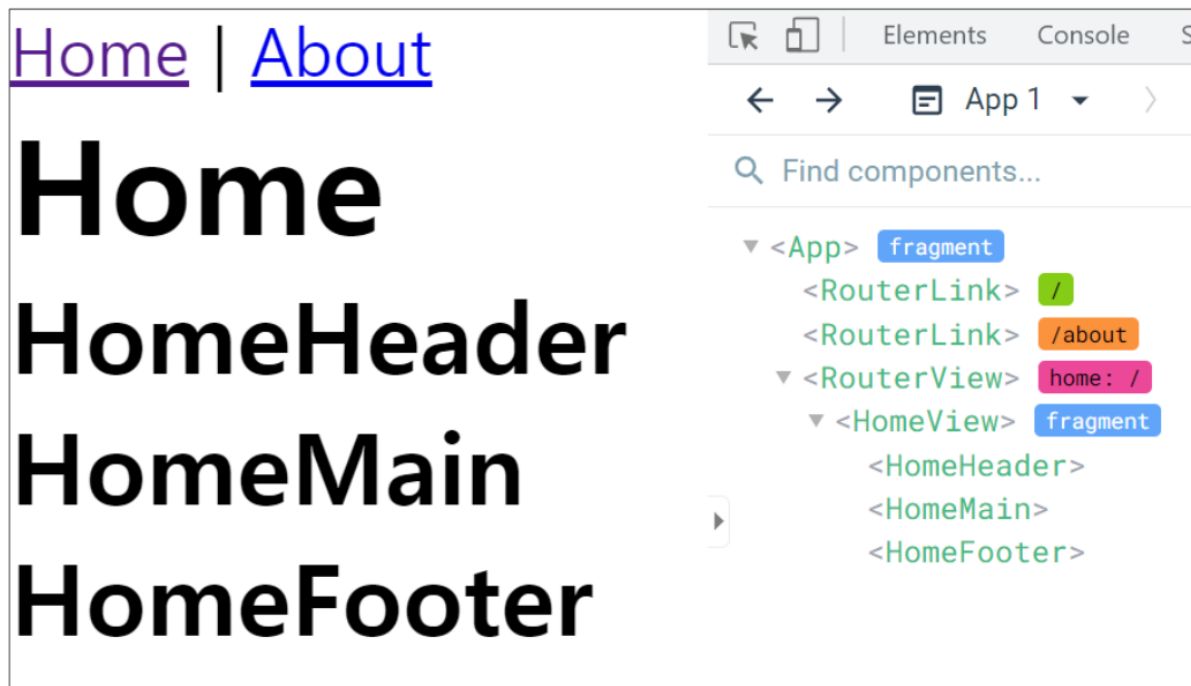 Home | About
Home
HomeHeader
HomeMain
HomeFooter
Elements Console S
App 1
Find components...
<App> fragment
<RouterLink> /
<RouterLink> /about
<RouterView> home: /
<HomeView> fragment
<HomeHeader>
<HomeMain>
<HomeFooter>